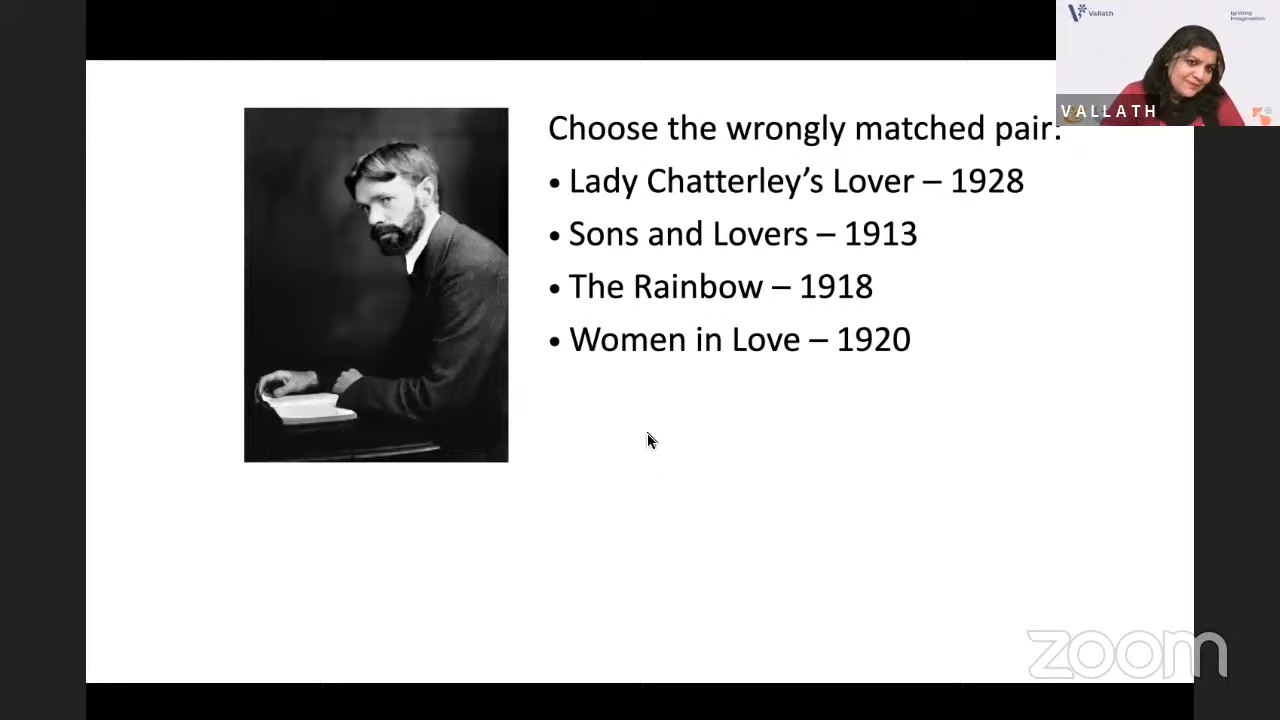 Vallath
Igniting
Imagination
VALLATH
Choose the wrongly matched pair:
• Lady Chatterley’s Lover – 1928
• Sons and Lovers – 1913
• The Rainbow – 1918
• Women in Love – 1920
zoom